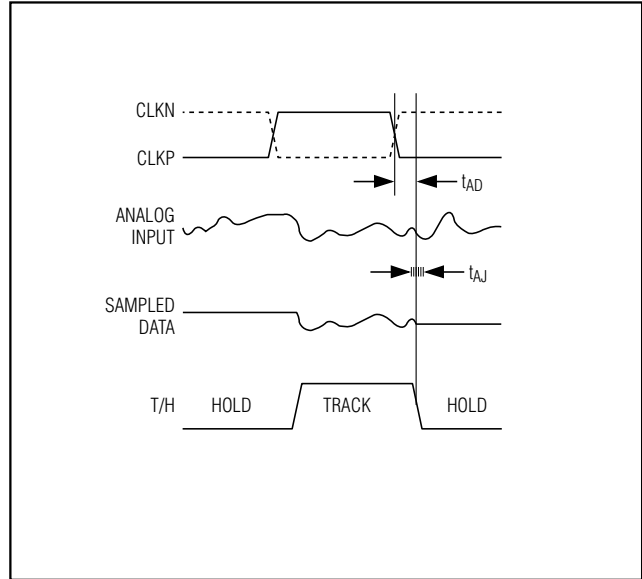 CLKN
CLKP
tAD
ANALOG
INPUT
tAJ
SAMPLED
DATA
T/H HOLD TRACK HOLD